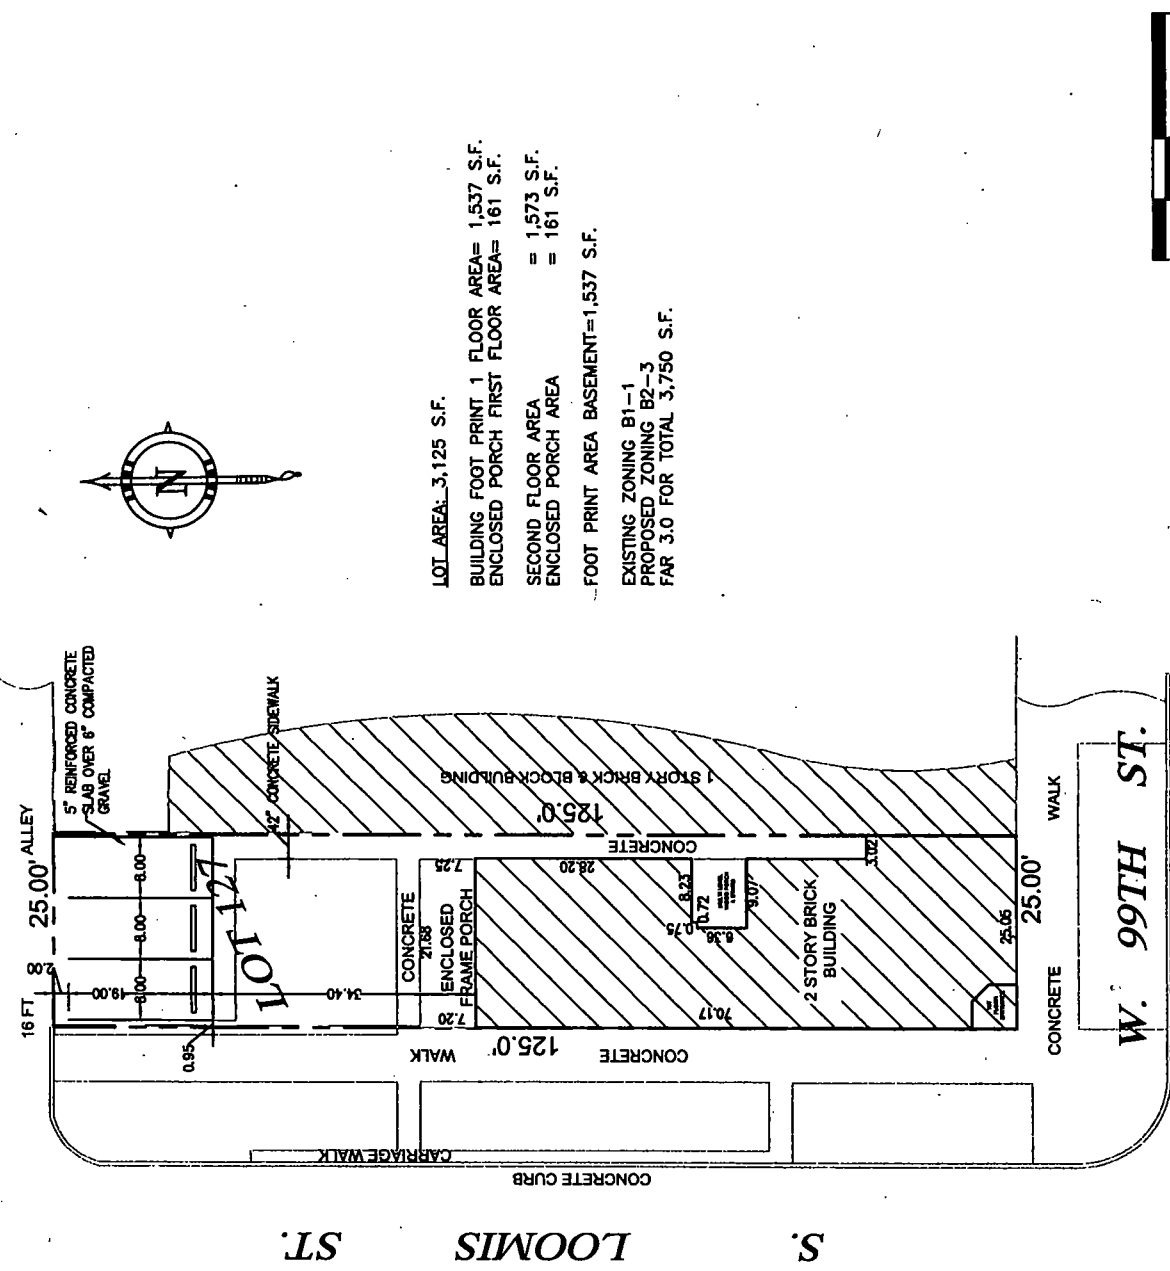 16 FT
25.00'
ALLEY
5" REINFORCED CONCRETE
SLAB OVER 6" COMPACTED
GRAVEL
2.00
19.00
8.00
8.00
8.00
0.95
LOT 121
42" CONCRETE SIDEWALK
34.40
CONCRETE
21.68
ENCLOSED
FRAME PORCH
7.25
7.20
CONCRETE
28.20
125.0'
1 STORY BRICK & BLOCK BUILDING
8.23
0.72
0.75
6.36
9.07
3.02
2 STORY BRICK
BUILDING
70.17
25.05
25.00'
125.0'
CONCRETE
WALK
CARRIAGE WALK
CONCRETE CURB
CONCRETE
WALK
W. 99TH ST.
S. LOOMIS ST.
N
LOT AREA: 3,125 S.F.
BUILDING FOOT PRINT 1 FLOOR AREA= 1,537 S.F.
ENCLOSED PORCH FIRST FLOOR AREA= 161 S.F.
SECOND FLOOR AREA = 1,573 S.F.
ENCLOSED PORCH AREA = 161 S.F.
FOOT PRINT AREA BASEMENT=1,537 S.F.
EXISTING ZONING B1-1
PROPOSED ZONING B2-3
FAR 3.0 FOR TOTAL 3,750 S.F.